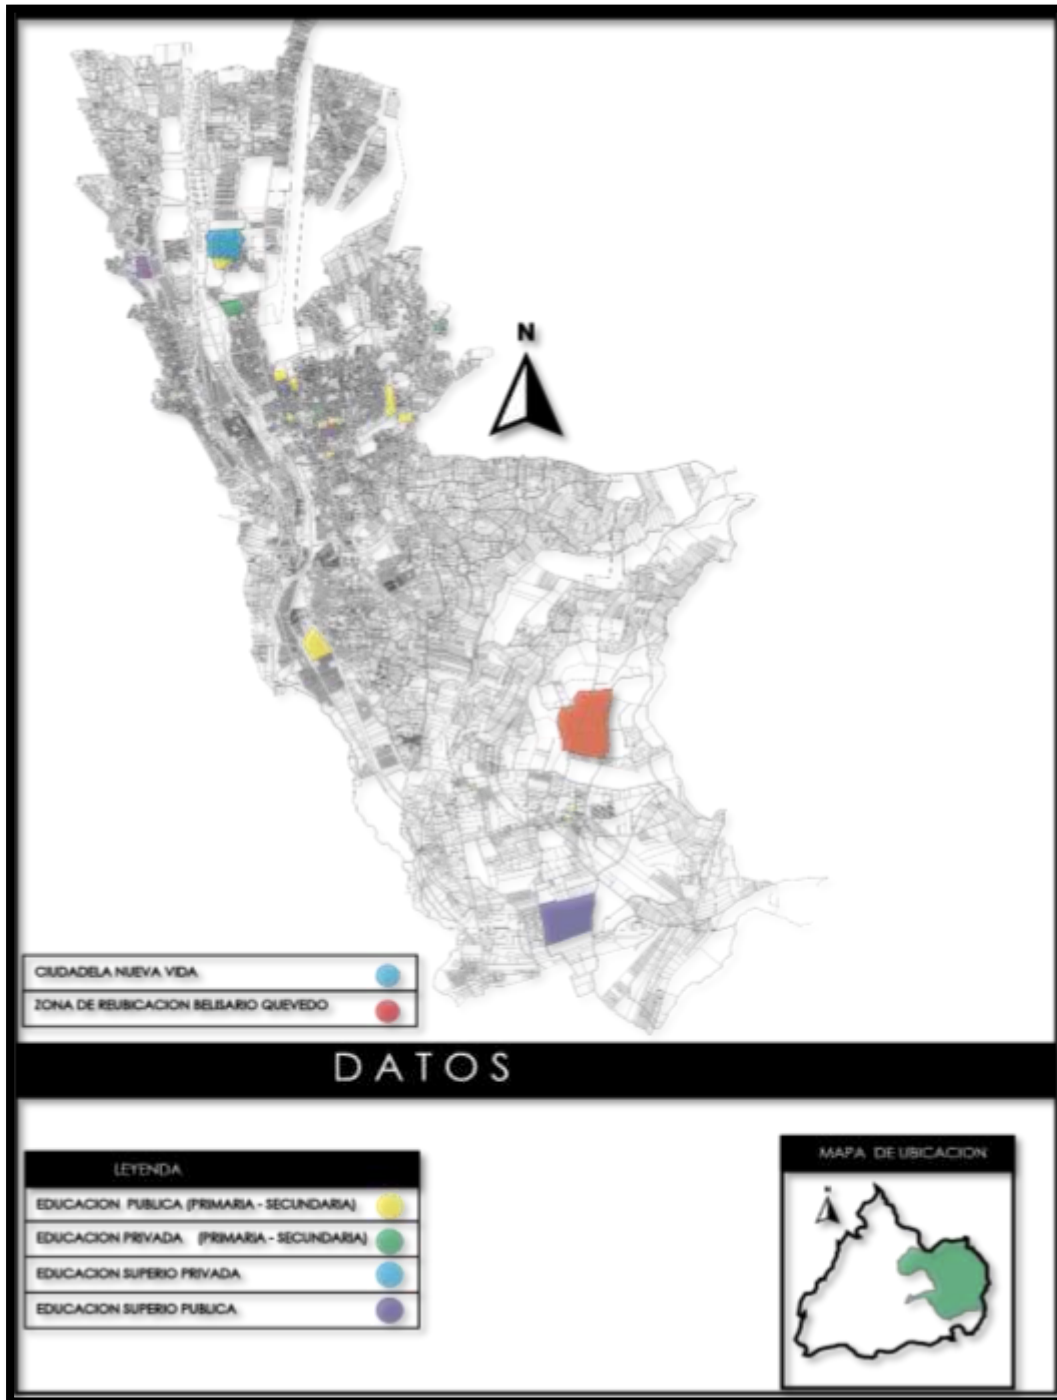 N
CIUDADELA NUEVA VIDA
ZONA DE REUBICACION BELISARIO QUEVEDO
DATOS
LEYENDA
EDUCACION PUBLICA (PRIMARIA - SECUNDARIA)
EDUCACION PRIVADA (PRIMARIA - SECUNDARIA)
EDUCACION SUPERIO PRIVADA
EDUCACION SUPERIO PUBLICA
MAPA DE UBICACION
N